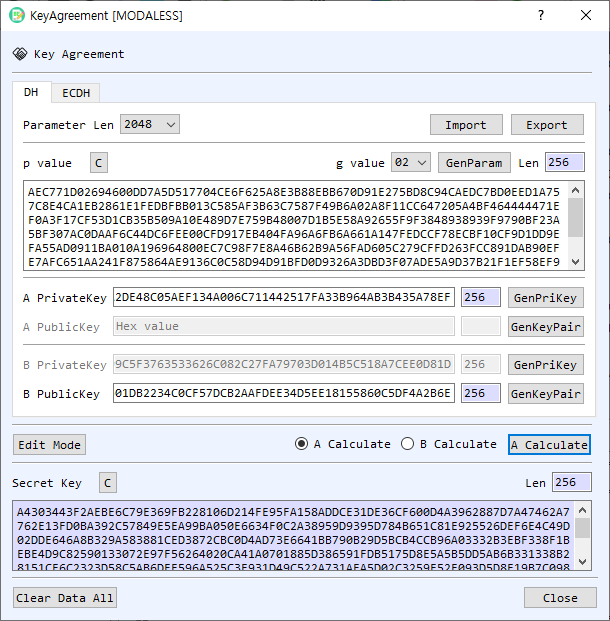 KeyAgreement [MODALESS] ?
Key Agreement
DH ECDH
Parameter Len 2048 Import Export
p value C g value 02 GenParam Len 256
AEC771D02694600DD7A5D517704CE6F625A8E3B88EBB670D91E275BD8C94CAEDC7BD0EED1A75
7C8E4CA1EB2861E1FEDBFBB013C585AF3B63C7587F49B6A02A8F11CC647205A4BF464444471E
F0A3F17CF53D1CB35B509A10E489D7E759B48007D1B5E58A92655F9F3848938939F9790BF23A
5BF307AC0DAAF6C44DC6FEE00CFD917EB404FA96A6FB6A661A147FEDCCF78ECBF10CF9D1DD9E
FA55AD0911BA010A196964800EC7C98F7E8A46B62B9A56FAD605C279CFFD263FCC891DAB90EF
E7AFC651AA241F875864AE9136C0C58D94D91BFD0D9326A3DBD3F07ADE5A9D37B21F1EF58EF9
A PrivateKey 2DE48C05AEF134A006C711442517FA33B964AB3B435A78EF 256 GenPriKey
A PublicKey Hex value GenKeyPair
B PrivateKey 9C5F3763533626C082C27FA79703D014B5C518A7CEE0D81D 256 GenPriKey
B PublicKey 01DB2234C0CF57DCB2AAFDEE34D5EE18155860C5DF4A2B6E 256 GenKeyPair
Edit Mode A Calculate B Calculate A Calculate
Secret Key C Len 256
A4303443F2AEBE6C79E369FB228106D214FE95FA158ADDCE31DE36CF600D4A3962887D7A47462A7
762E13FD0BA392C57849E5EA99BA050E6634F0C2A38959D9395D784B651C81E925526DEF6E4C49D
02DDE646A8B329A583881CED3872CBC0D4AD73E6641BB790B29D5BCB4CCB96A03332B3EBF338F1B
EBE4D9C82590133072E97F56264020CA41A0701885D386591FDB5175D8E5A5B5DD5AB6B331338B2
8151CF6C2323D58C5AB6DFF596A525C3F931D49C522A731AEA5D02C3259F52F093D5D8F19B7C098
Clear Data All Close